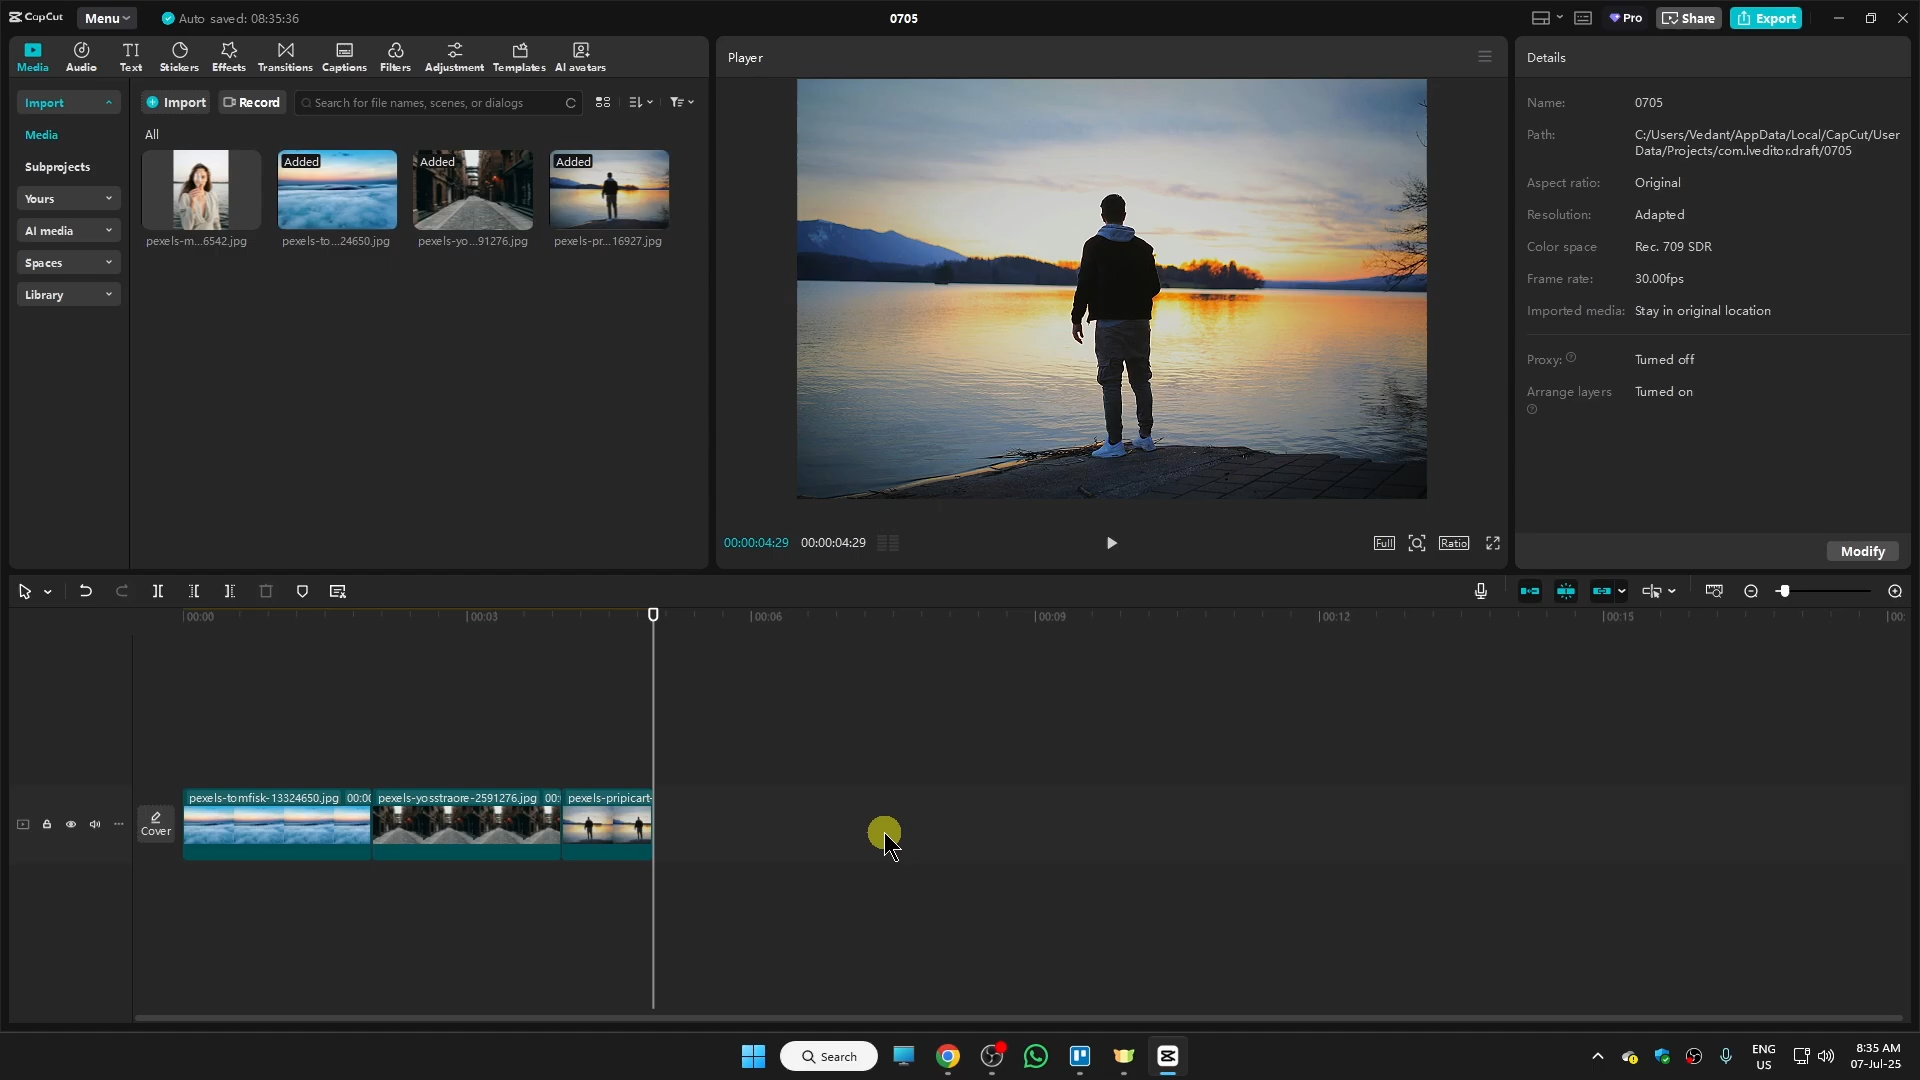 CapCut
Menu
Auto saved: 08:35:36
0705
Pro
Share
Export
Media
Audio
Text
Stickers
Effects
Transitions
Captions
Filters
Adjustment
Templates
AI avatars
Import
Media
Subprojects
Yours
AI media
Spaces
Library
Import
Record
Search for file names, scenes, or dialogs
All
Added
Added
Added
pexels-m...6542.jpg
pexels-to...24650.jpg
pexels-yo...91276.jpg
pexels-pr...16927.jpg
Player
00:00:04:29
00:00:04:29
Full
Ratio
Details
Name:
0705
Path:
C:/Users/Vedant/AppData/Local/CapCut/User
Data/Projects/com.lveditor.draft/0705
Aspect ratio:
Original
Resolution:
Adapted
Color space
Rec. 709 SDR
Frame rate:
30.00fps
Imported media:
Stay in original location
Proxy:
Turned off
Arrange layers
Turned on
Modify
00:00
00:03
00:06
00:09
00:12
00:15
00:
Cover
pexels-tomfisk-13324650.jpg 00:00
pexels-yosstraore-2591276.jpg 00:
pexels-pripicart-
Search
ENG
US
8:35 AM
07-Jul-25